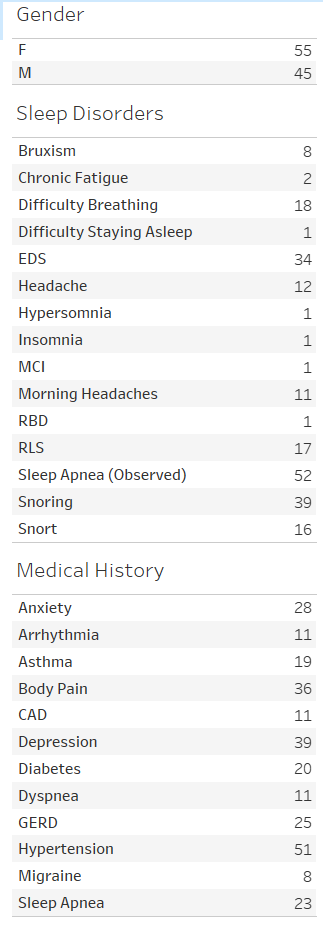 Gender
F 55
M 45
Sleep Disorders
Bruxism 8
Chronic Fatigue 2
Difficulty Breathing 18
Difficulty Staying Asleep 1
EDS 34
Headache 12
Hypersomnia 1
Insomnia 1
MCI 1
Morning Headaches 11
RBD 1
RLS 17
Sleep Apnea (Observed) 52
Snoring 39
Snort 16
Medical History
Anxiety 28
Arrhythmia 11
Asthma 19
Body Pain 36
CAD 11
Depression 39
Diabetes 20
Dyspnea 11
GERD 25
Hypertension 51
Migraine 8
Sleep Apnea 23